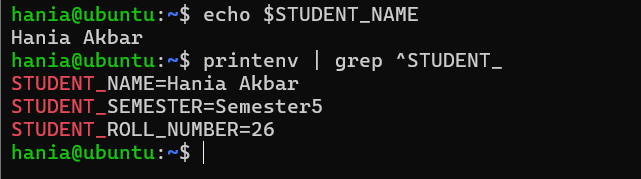 hania@ubuntu:~$ echo $STUDENT_NAME
Hania Akbar
hania@ubuntu:~$ printenv | grep ^STUDENT_
STUDENT_NAME=Hania Akbar
STUDENT_SEMESTER=Semester5
STUDENT_ROLL_NUMBER=26
hania@ubuntu:~$